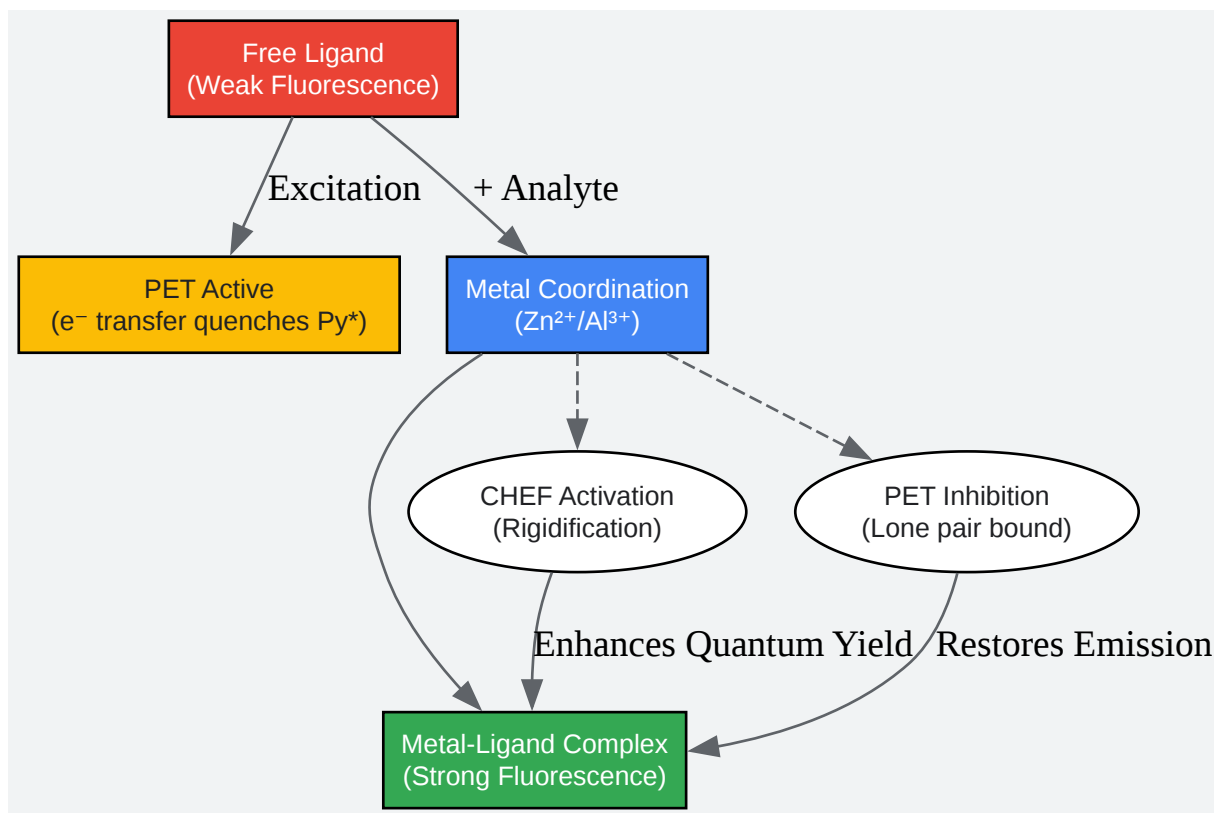 Free Ligand
(Weak Fluorescence)
Excitation
+ Analyte
PET Active
(e⁻ transfer quenches Py*)
Metal Coordination
(Zn²⁺/Al³⁺)
CHEF Activation
(Rigidification)
PET Inhibition
(Lone pair bound)
Enhances Quantum Yield
Restores Emission
Metal-Ligand Complex
(Strong Fluorescence)